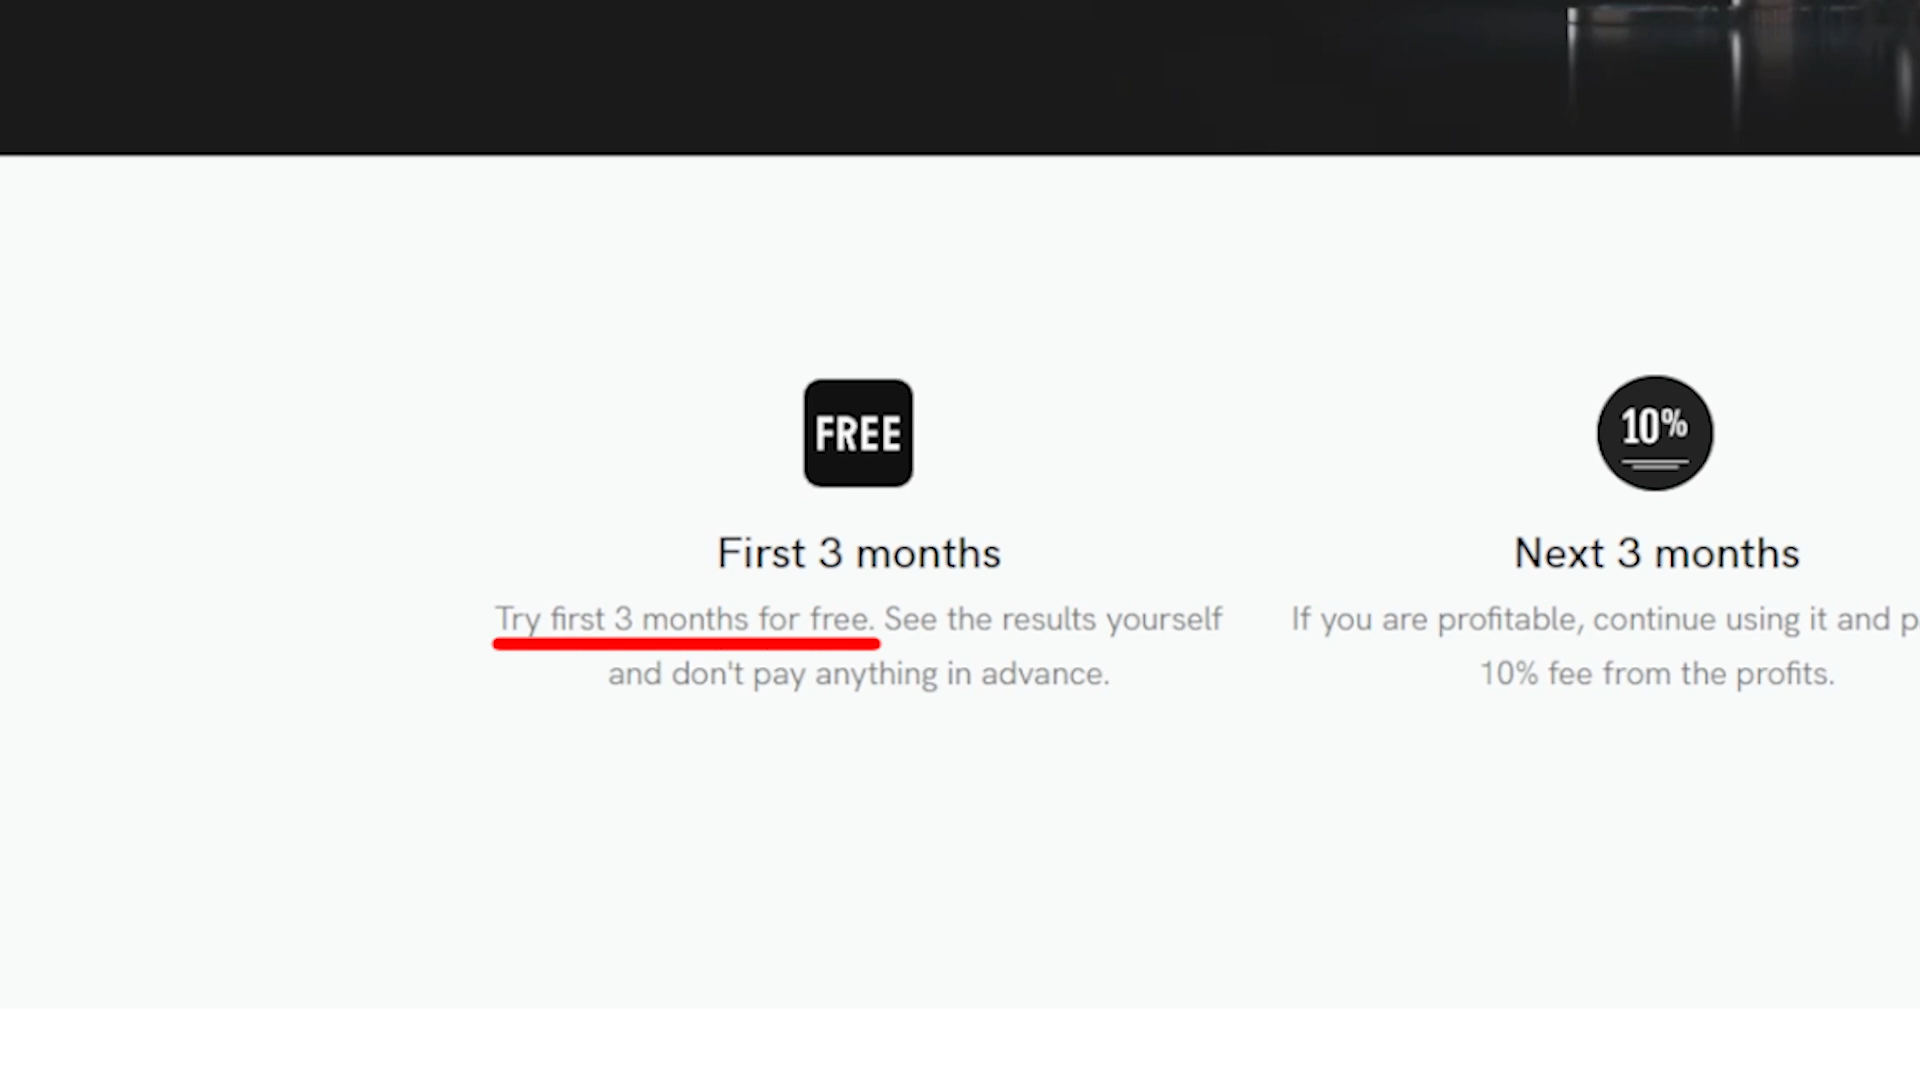 FREE
First 3 months
Try first 3 months for free. See the results yourself
and don't pay anything in advance.
10%
Next 3 months
If you are profitable, continue using it and
10% fee from the profits.